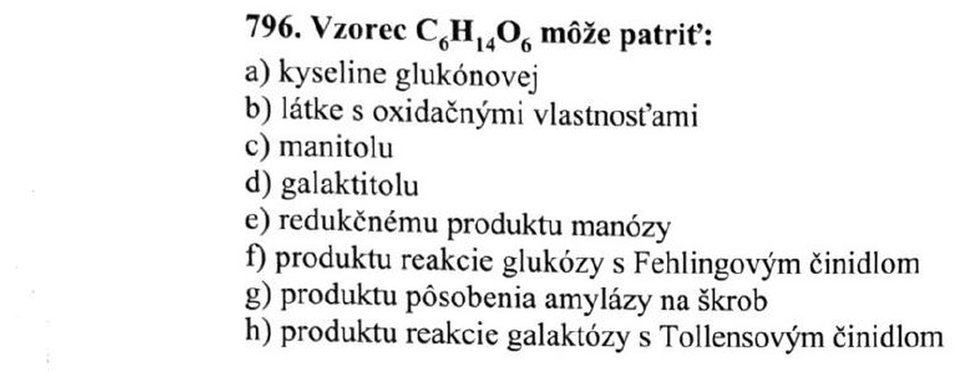 796. Vzorec C₆H₁₄O₆ môže patriť:
a) kyseline glukónovej
b) látke s oxidačnými vlastnosťami
c) manitolu
d) galaktitolu
e) redukčnému produktu manózy
f) produktu reakcie glukózy s Fehlingovým činidlom
g) produktu pôsobenia amylázy na škrob
h) produktu reakcie galaktózy s Tollensovým činidlom